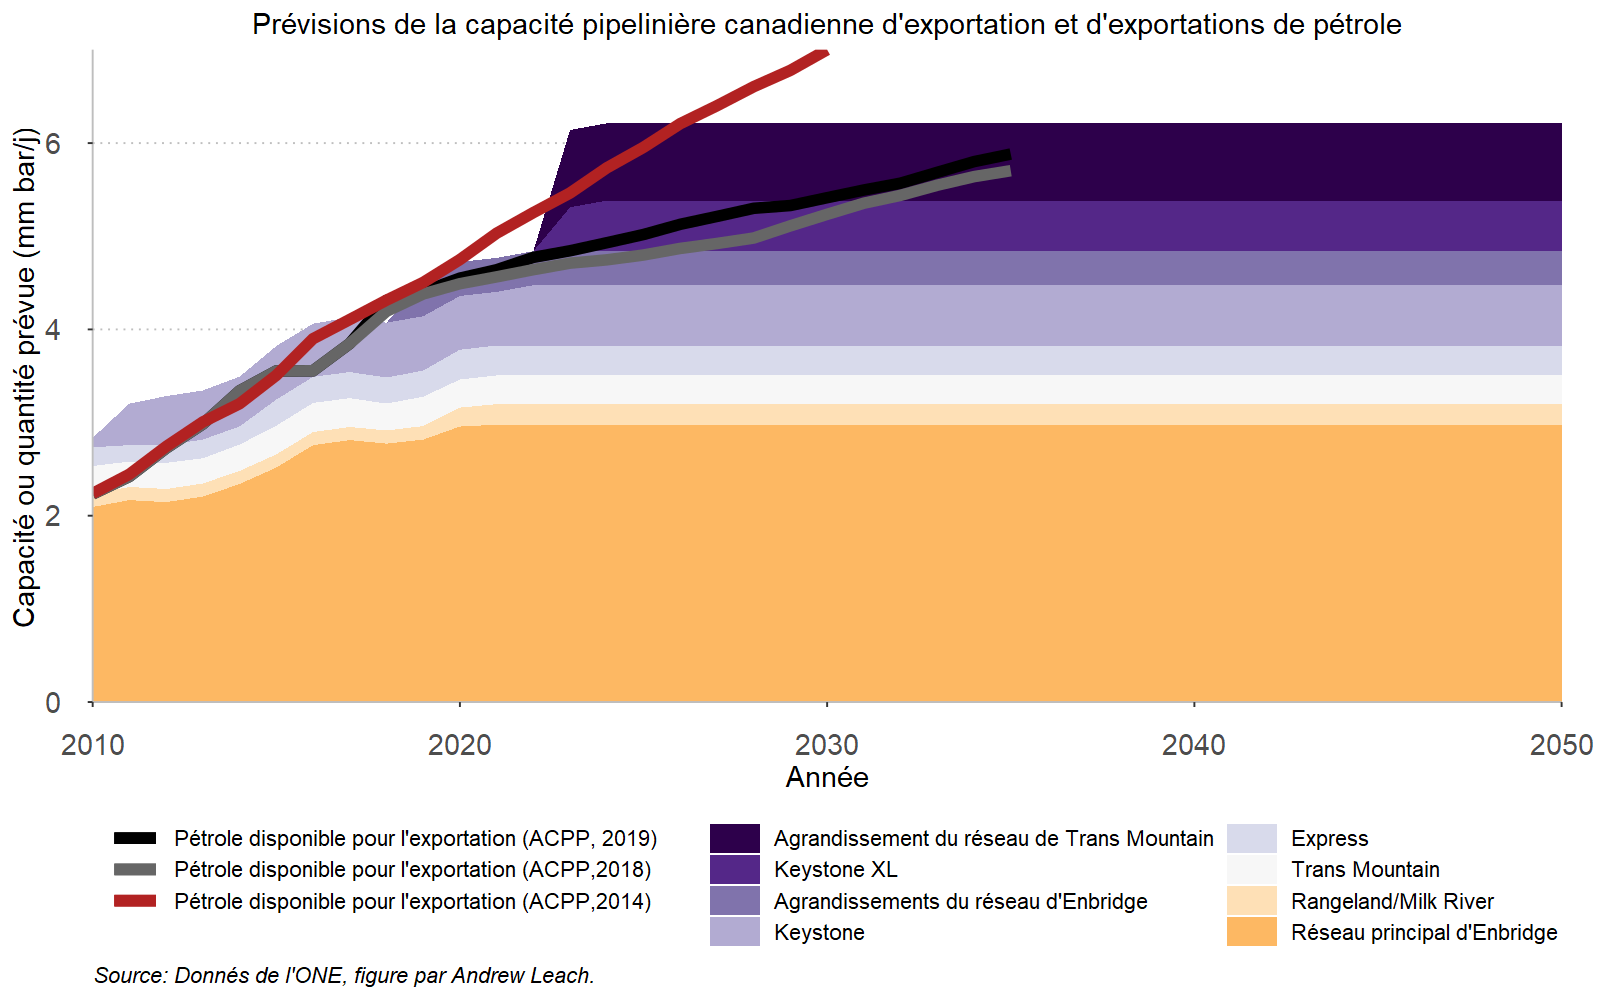 Prévisions de la capacité pipelinière canadienne d'exportation et d'exportations de pétrole
Capacité ou quantité prévue (mm bar/j)
6
4
2
0
2010
2020
2030
2040
2050
Année
Pétrole disponible pour l'exportation (ACPP, 2019)
Pétrole disponible pour l'exportation (ACPP,2018)
Pétrole disponible pour l'exportation (ACPP,2014)
Agrandissement du réseau de Trans Mountain
Keystone XL
Agrandissements du réseau d'Enbridge
Keystone
Express
Trans Mountain
Rangeland/Milk River
Réseau principal d'Enbridge
Source: Donnés de l'ONE, figure par Andrew Leach.